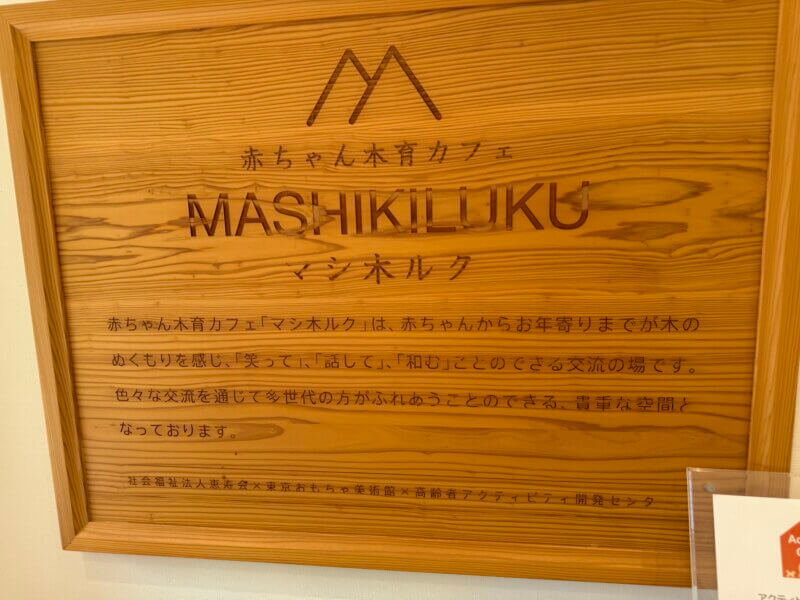 赤ちゃん木育カフェ
MASHIKILUKU
マシ木ルク
赤ちゃん木育カフェ「マシ木ルク」は、赤ちゃんからお年寄りまでが木の
ぬくもりを感じ、「笑って」、「話して」、「和む」ことのできる交流の場です。
色々な交流を通じて多世代の方がふれあうことのできる、貴重な空間と
なっております。
社会福祉法人恵寿会×東京おもちゃ美術館×高齢者アクティビティ開発センタ